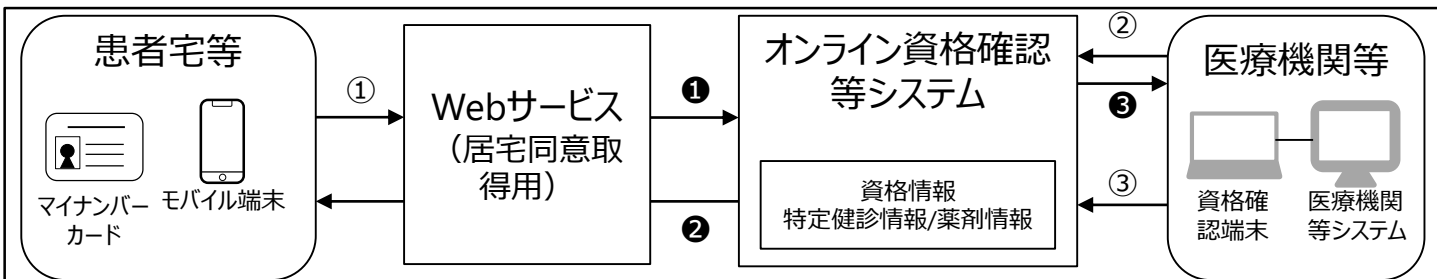 患者宅等
マイナンバー
カード
モバイル端末
①
Webサービス
（居宅同意取
得用）
❶
❷
オンライン資格確認
等システム
資格情報
特定健診情報/薬剤情報
②
❸
③
医療機関等
資格確
認端末
医療機関
等システム